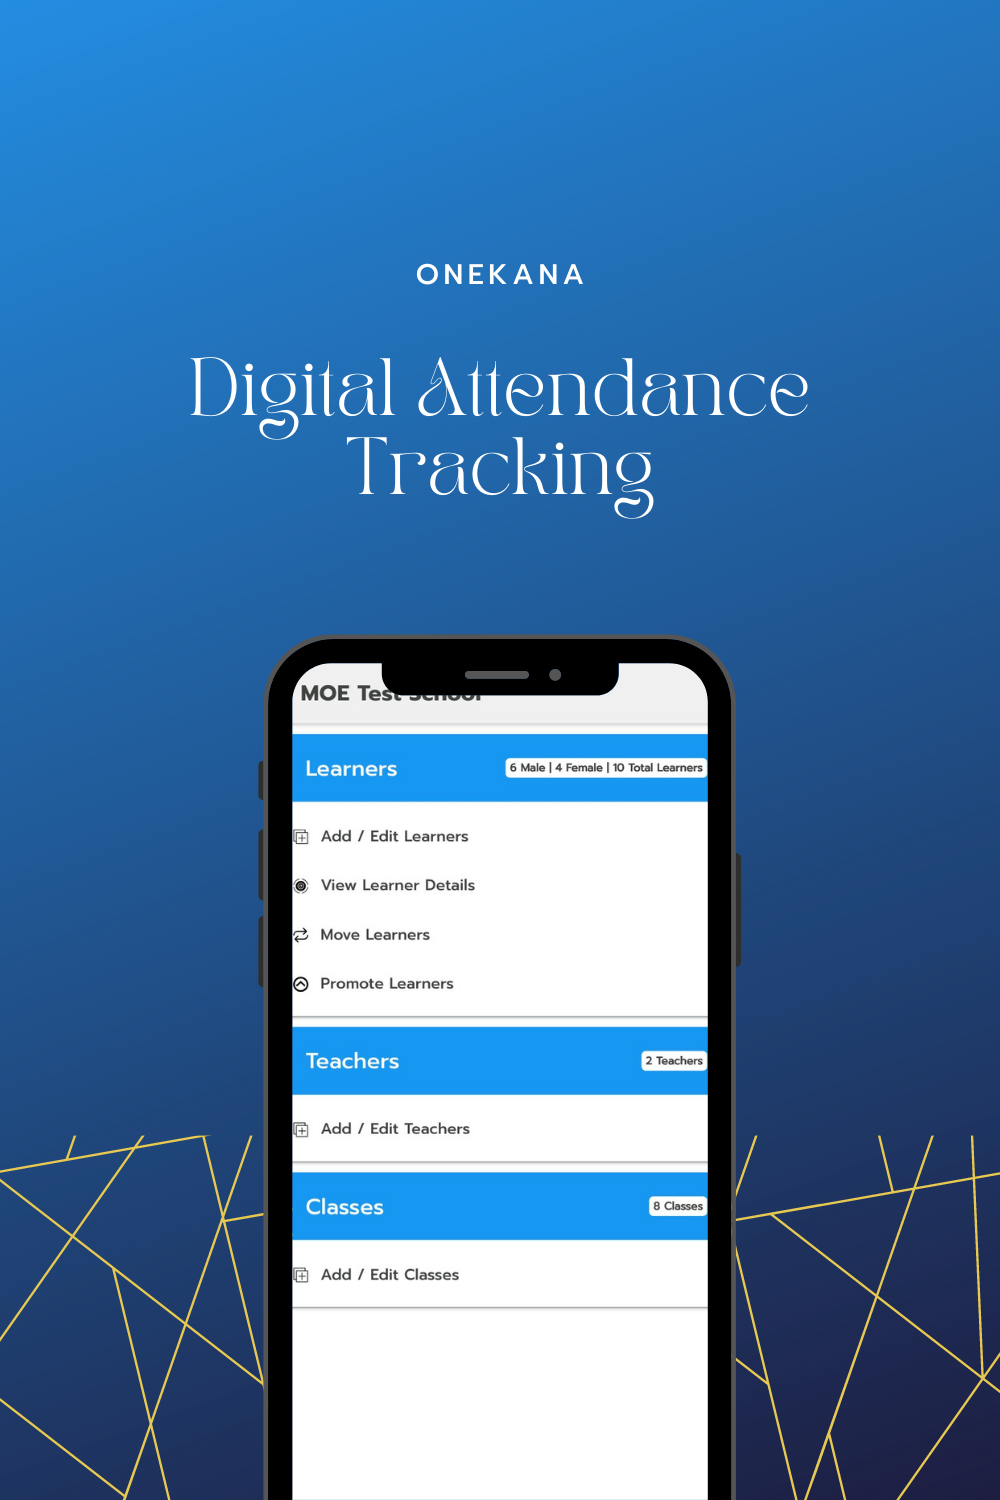 ONEKANA
Digital Attendance
Tracking
MOE Test School
Learners
6 Male | 4 Female | 10 Total Learners
Add / Edit Learners
View Learner Details
Move Learners
Promote Learners
Teachers
2 Teachers
Add / Edit Teachers
Classes
8 Classes
Add / Edit Classes